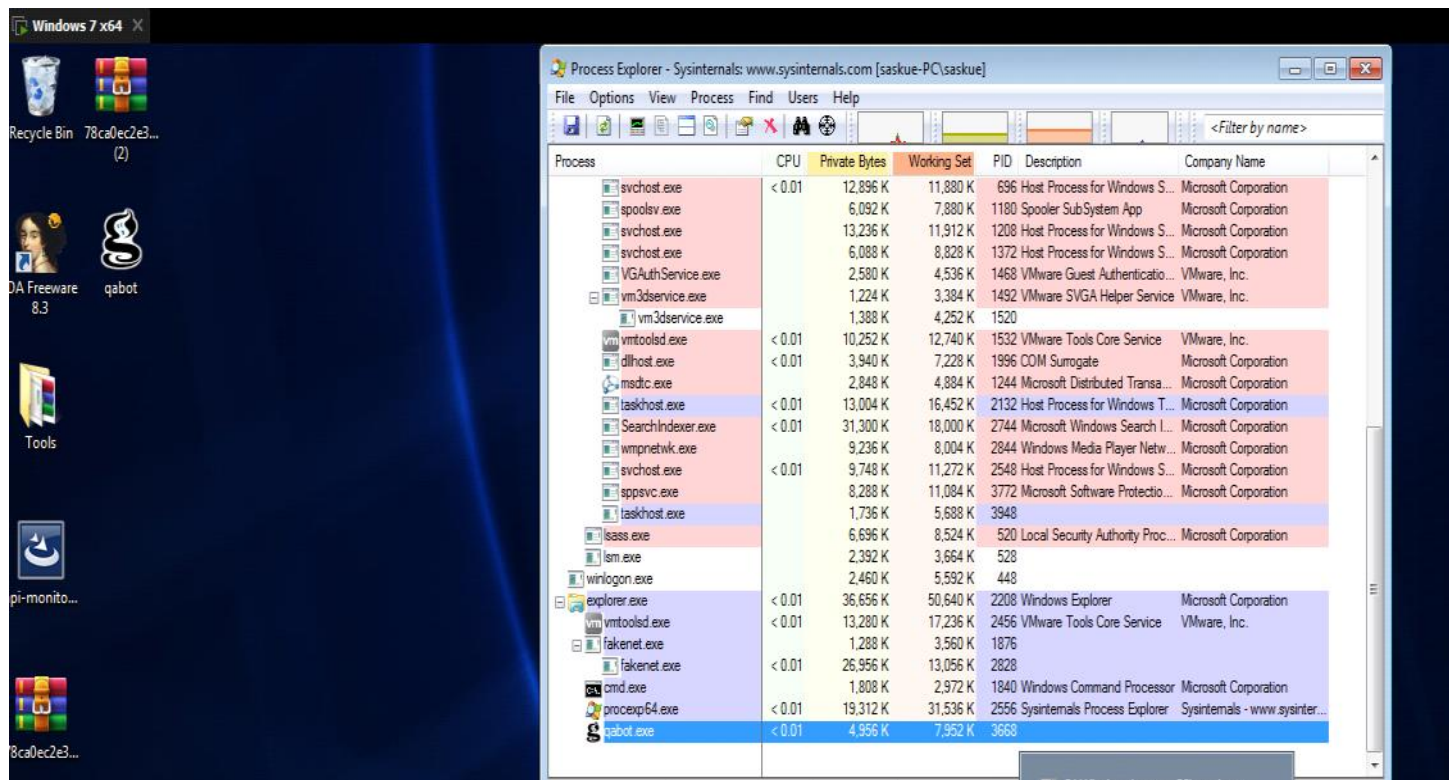 Windows 7 x64
Recycle Bin
78ca0ec2e3...
(2)
DA Freeware
8.3
qabot
Tools
pi-monito...
78ca0ec2e3...
Process Explorer - Sysinternals: www.sysinternals.com [saskue-PC\saskue]
File Options View Process Find Users Help
<Filter by name>
Process CPU Private Bytes Working Set PID Description Company Name
svchost.exe < 0.01 12,896 K 11,880 K 696 Host Process for Windows S... Microsoft Corporation
spoolsv.exe 6,092 K 7,880 K 1180 Spooler SubSystem App Microsoft Corporation
svchost.exe 13,236 K 11,912 K 1208 Host Process for Windows S... Microsoft Corporation
svchost.exe 6,088 K 8,828 K 1372 Host Process for Windows S... Microsoft Corporation
VGAuthService.exe 2,580 K 4,536 K 1468 VMware Guest Authenticatio... VMware, Inc.
vm3dservice.exe 1,224 K 3,384 K 1492 VMware SVGA Helper Service VMware, Inc.
vm3dservice.exe 1,388 K 4,252 K 1520
vmtoolsd.exe < 0.01 10,252 K 12,740 K 1532 VMware Tools Core Service VMware, Inc.
dllhost.exe < 0.01 3,940 K 7,228 K 1996 COM Surrogate Microsoft Corporation
msdtc.exe 2,848 K 4,884 K 1244 Microsoft Distributed Transa... Microsoft Corporation
taskhost.exe < 0.01 13,004 K 16,452 K 2132 Host Process for Windows T... Microsoft Corporation
SearchIndexer.exe < 0.01 31,300 K 18,000 K 2744 Microsoft Windows Search I... Microsoft Corporation
wmpnetwk.exe 9,236 K 8,004 K 2844 Windows Media Player Netw... Microsoft Corporation
svchost.exe < 0.01 9,748 K 11,272 K 2548 Host Process for Windows S... Microsoft Corporation
sppsvc.exe 8,288 K 11,084 K 3772 Microsoft Software Protectio... Microsoft Corporation
taskhost.exe 1,736 K 5,688 K 3948
lsass.exe 6,696 K 8,524 K 520 Local Security Authority Proc... Microsoft Corporation
lsm.exe 2,392 K 3,664 K 528
winlogon.exe 2,460 K 5,592 K 448
explorer.exe < 0.01 36,656 K 50,640 K 2208 Windows Explorer Microsoft Corporation
vmtoolsd.exe < 0.01 13,280 K 17,236 K 2456 VMware Tools Core Service VMware, Inc.
fakenet.exe 1,288 K 3,560 K 1876
fakenet.exe < 0.01 26,956 K 13,056 K 2828
cmd.exe 1,808 K 2,972 K 1840 Windows Command Processor Microsoft Corporation
procexp64.exe < 0.01 19,312 K 31,536 K 2556 Sysinternals Process Explorer Sysinternals - www.sysinter...
qabot.exe < 0.01 4,956 K 7,952 K 3668